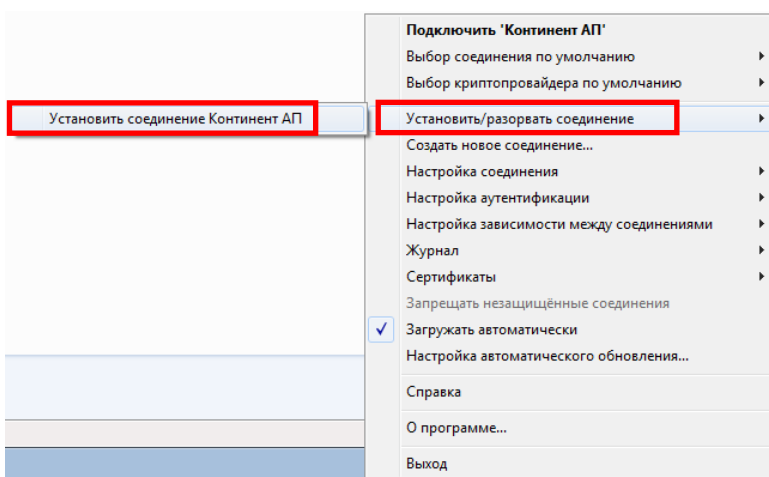 Подключить 'Континент АП'
Выбор соединения по умолчанию
Выбор криптопровайдера по умолчанию
Установить соединение Континент АП
Установить/разорвать соединение
Создать новое соединение...
Настройка соединения
Настройка аутентификации
Настройка зависимости между соединениями
Журнал
Сертификаты
Запрещать незащищённые соединения
Загружать автоматически
Настройка автоматического обновления...
Справка
О программе...
Выход